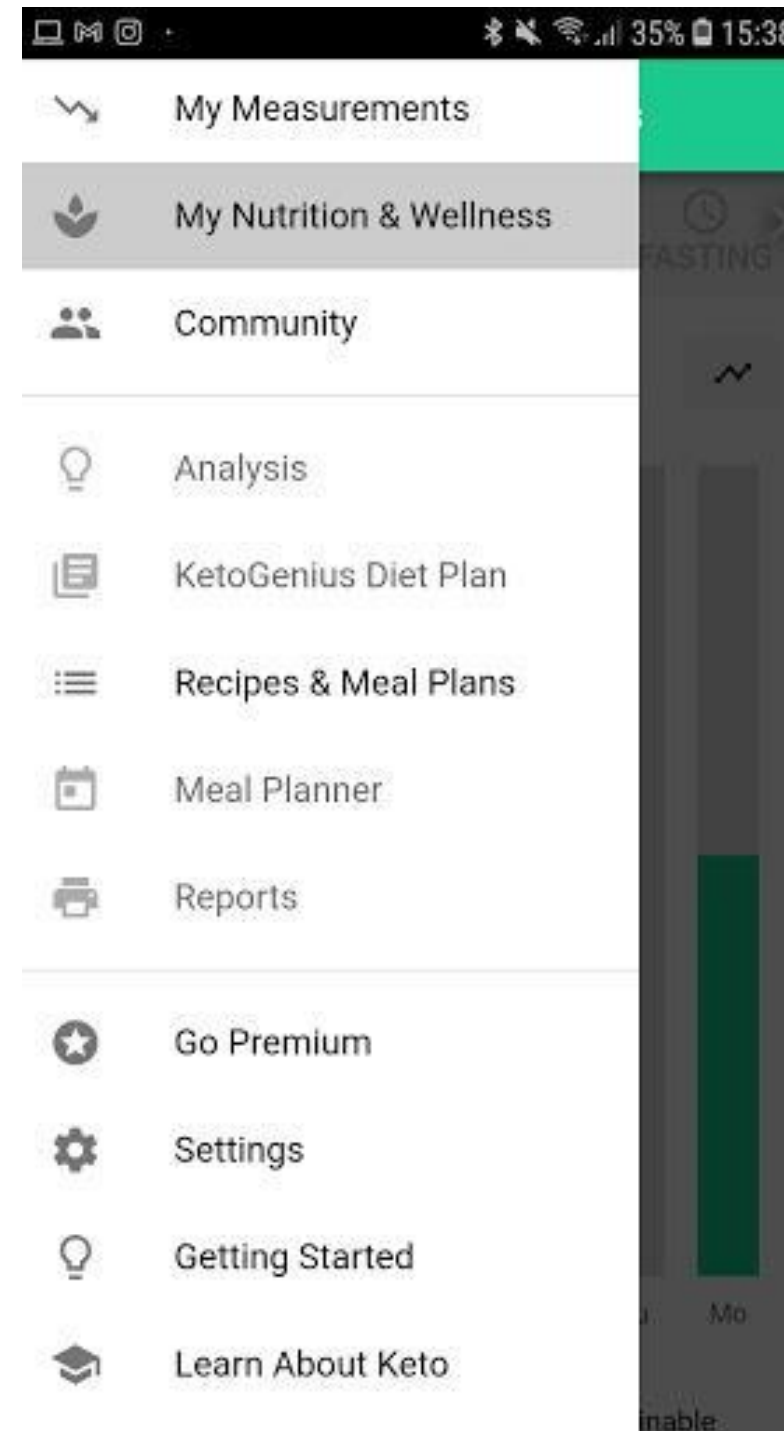 35% 15:38
My Measurements
My Nutrition & Wellness
FASTING
Community
Analysis
KetoGenius Diet Plan
Recipes & Meal Plans
Meal Planner
Reports
Go Premium
Settings
Getting Started
Mo
Learn About Keto
inable